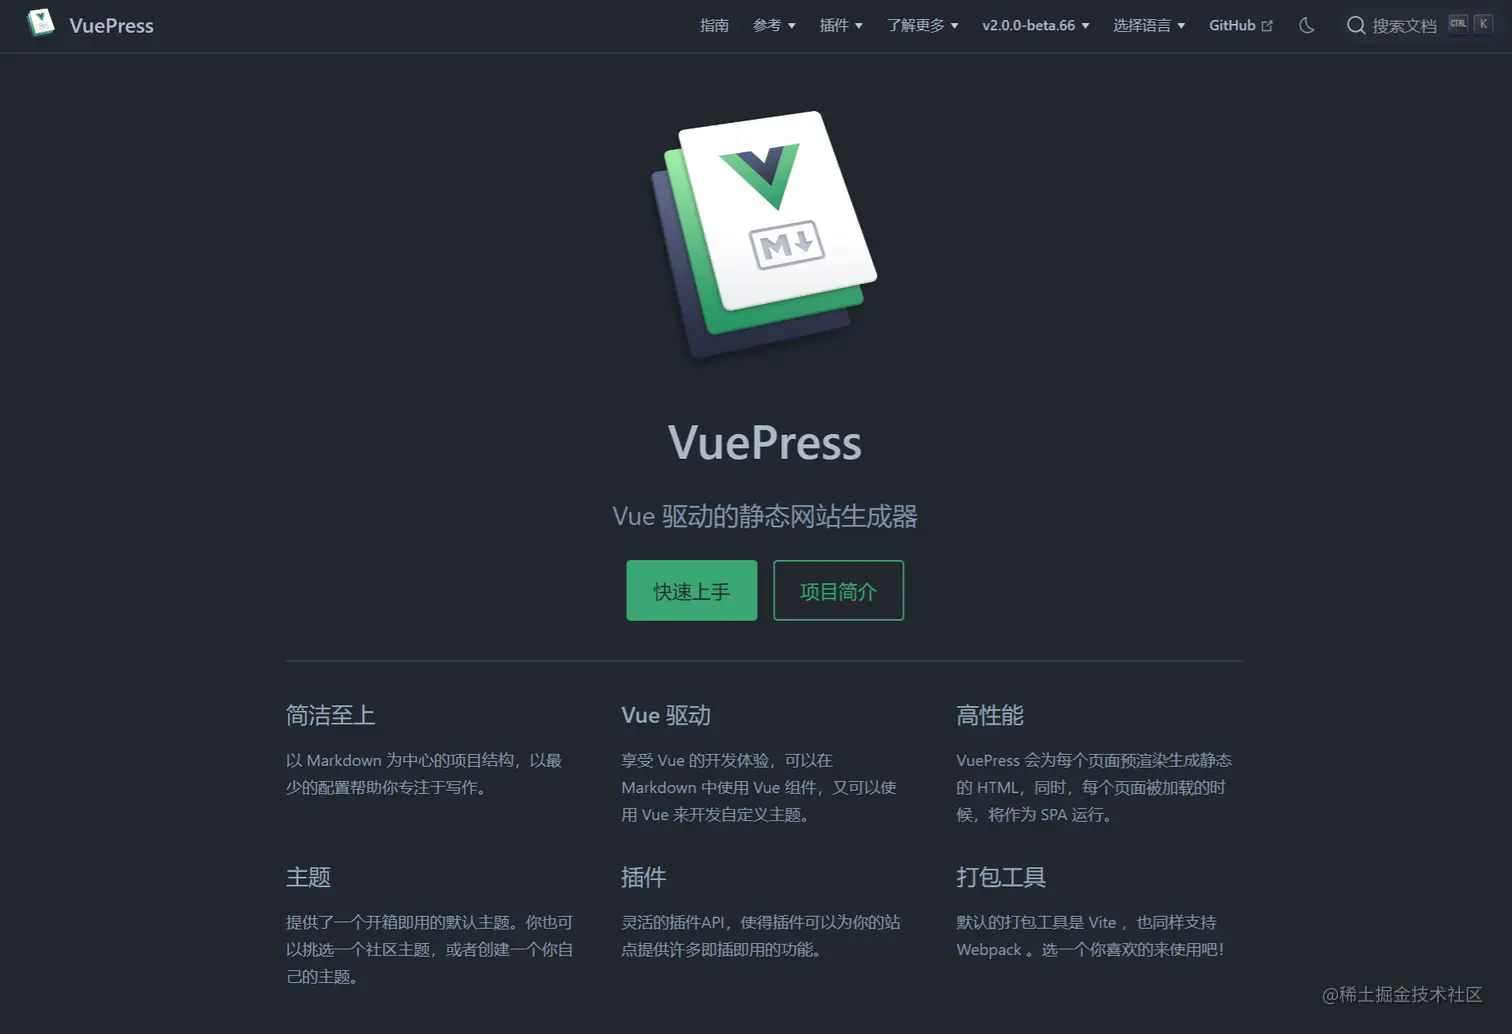 VuePress
指南 参考 插件 了解更多 v2.0.0-beta.66 选择语言 GitHub 搜索文档 CTRL K
M
VuePress
Vue 驱动的静态网站生成器
快速上手 项目简介
简洁至上
以 Markdown 为中心的项目结构，以最
少的配置帮助你专注于写作。
Vue 驱动
享受 Vue 的开发体验，可以在
Markdown 中使用 Vue 组件，又可以使
用 Vue 来开发自定义主题。
高性能
VuePress 会为每个页面预渲染生成静态
的 HTML，同时，每个页面被加载的时
候，将作为 SPA 运行。
主题
提供了一个开箱即用的默认主题。你也可
以挑选一个社区主题，或者创建一个你自
己的主题。
插件
灵活的插件API，使得插件可以为你的站
点提供许多即插即用的功能。
打包工具
默认的打包工具是 Vite ，也同样支持
Webpack 。选一个你喜欢的来使用吧！
@稀土掘金技术社区